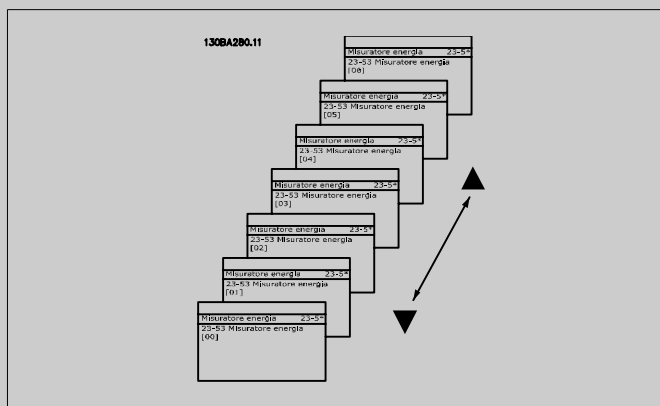 130BA280.11
Misuratore energia 23-5*
23-53 Misuratore energia
[06]
Misuratore energia 23-5*
23-53 Misuratore energia
[05]
Misuratore energia 23-5*
23-53 Misuratore energia
[04]
Misuratore energia 23-5*
23-53 Misuratore energia
[03]
Misuratore energia 23-5*
23-53 Misuratore energia
[02]
Misuratore energia 23-5*
23-53 Misuratore energia
[01]
Misuratore energia 23-5*
23-53 Misuratore energia
[00]